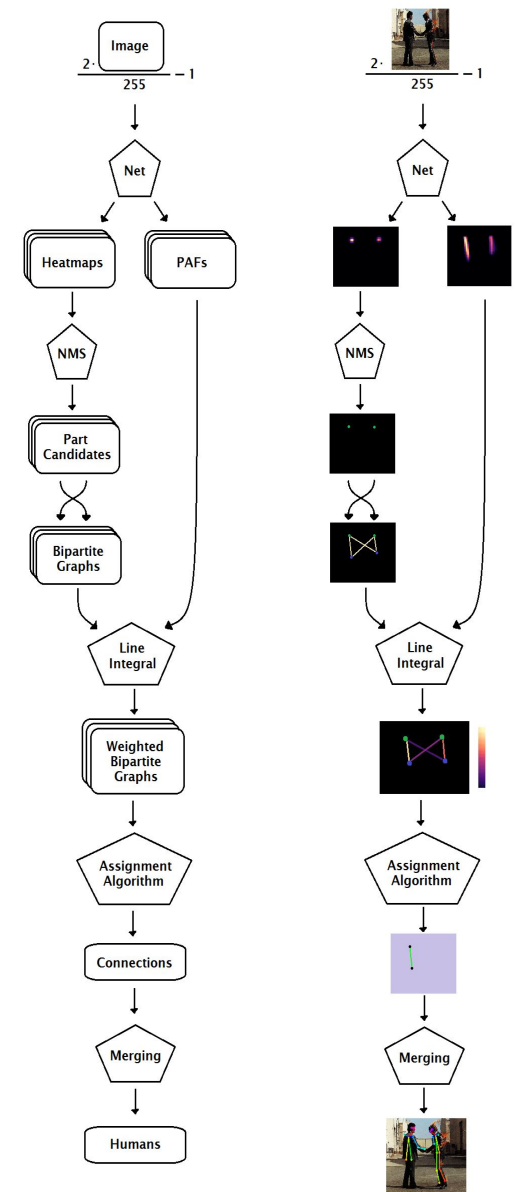 Image
2·
255
− 1
Net
Heatmaps
PAFs
NMS
Part
Candidates
Bipartite
Graphs
Line
Integral
Weighted
Bipartite
Graphs
Assignment
Algorithm
Connections
Merging
Humans
2·
255
− 1
Net
NMS
Line
Integral
Assignment
Algorithm
Merging